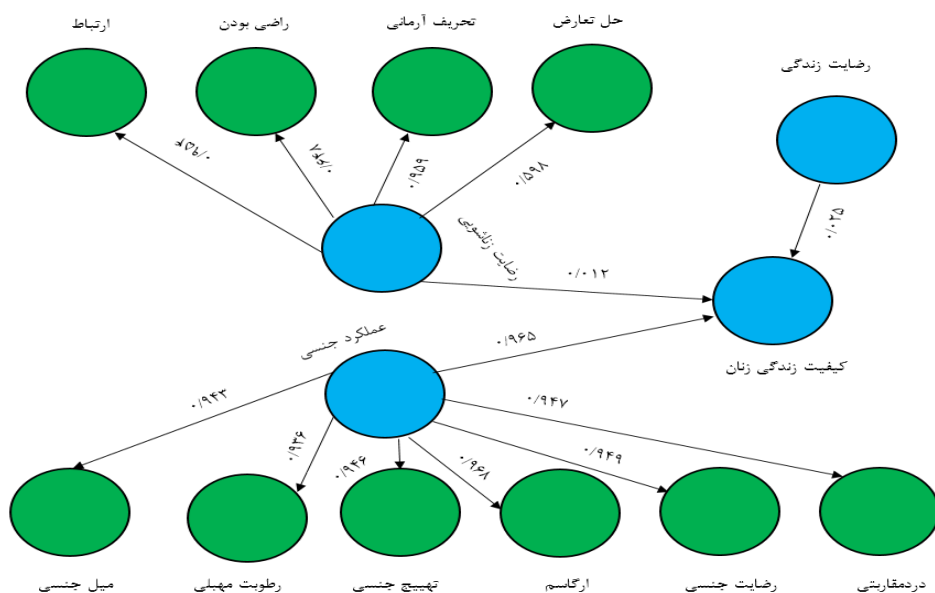 حل تعارض
تحریف آرمانی
راضی بودن
ارتباط
رضایت زندگی
۰/۵۹۸
۰/۹۵۹
۰/۰۲۵
رضایت زناشویی
۰/۰۱۲
عملکرد جنسی
۰/۹۶۵
کیفیت زندگی زنان
۰/۹۴۷
۰/۹۴۳
۰/۹۴۹
۰/۹۶۸
۰/۹۴۶
۰/۹۳۶
دردمقاربتی
رضایت جنسی
ارگاسم
تهییج جنسی
رطوبت مهبلی
میل جنسی